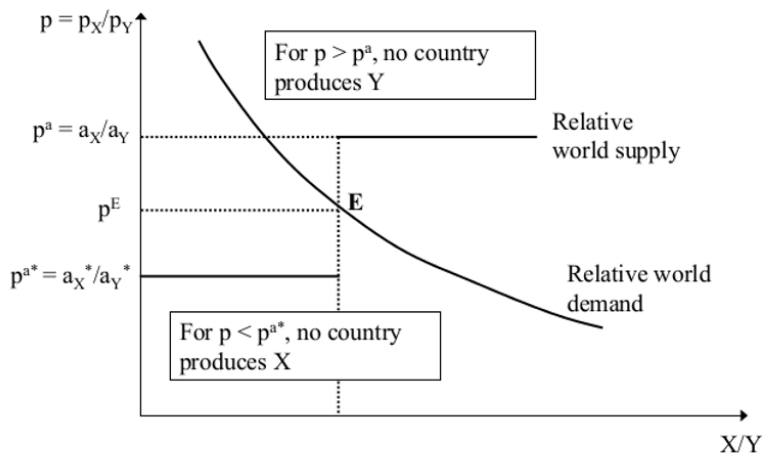 p = pX/pY
For p > pᵃ, no country
produces Y
pᵃ = aX/aY
Relative
world supply
pᴱ
E
pᵃ* = aX*/aY*
Relative world
demand
For p < pᵃ*, no country
produces X
X/Y